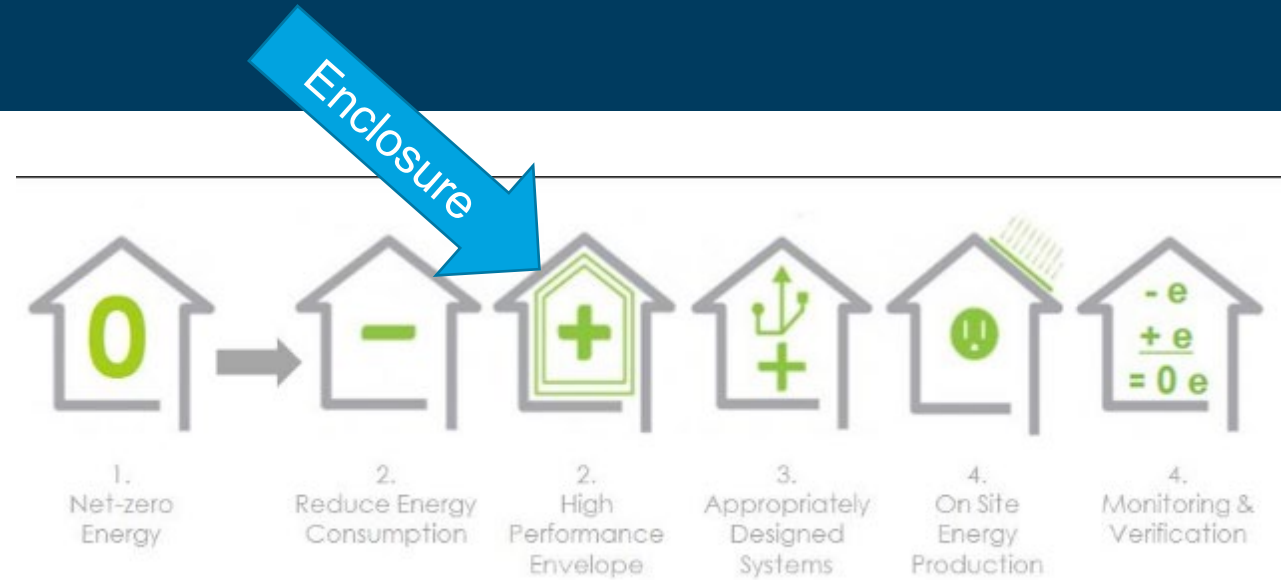 Enclosure
0
- e
+ e
= 0 e
1.
Net-zero
Energy
2.
Reduce Energy
Consumption
2.
High
Performance
Envelope
3.
Appropriately
Designed
Systems
4.
On Site
Energy
Production
4.
Monitoring &
Verification